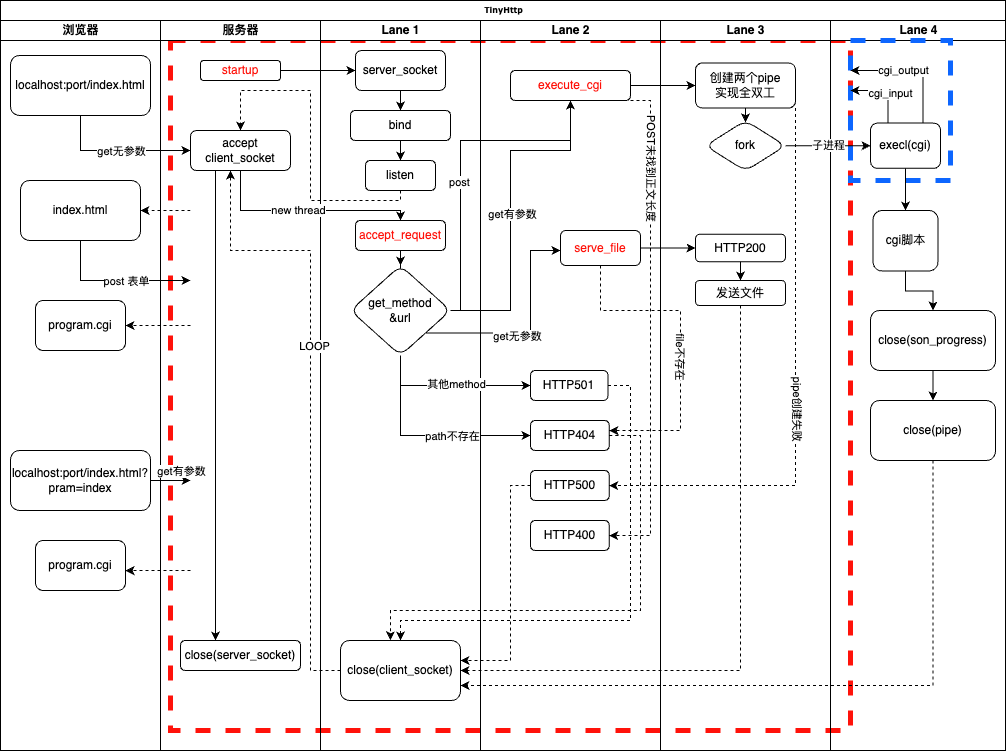 TinyHttp
浏览器
服务器
Lane 1
Lane 2
Lane 3
Lane 4
localhost:port/index.html
get无参数
index.html
post 表单
program.cgi
localhost:port/index.html?
pram=index
get有参数
program.cgi
startup
accept
client_socket
new thread
LOOP
close(server_socket)
server_socket
bind
listen
accept_request
get_method
&url
post
get有参数
get无参数
其他method
path不存在
close(client_socket)
execute_cgi
POST未找到正文长度
serve_file
file不存在
HTTP501
HTTP404
HTTP500
HTTP400
创建两个pipe
实现全双工
fork
子进程
HTTP200
发送文件
pipe创建失败
cgi_output
cgi_input
execl(cgi)
cgi脚本
close(son_progress)
close(pipe)